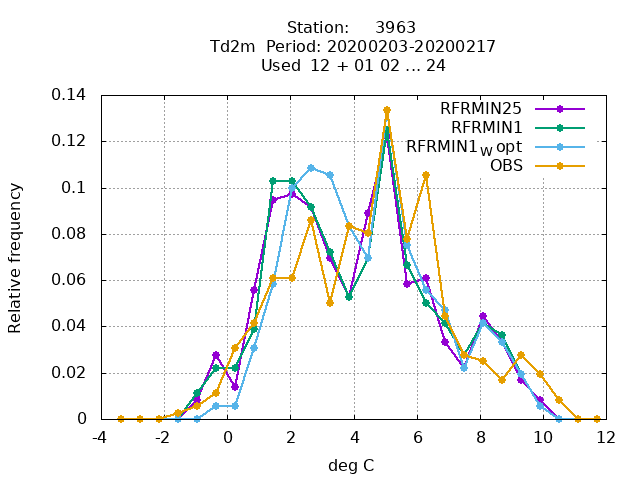 Station:     3963
Td2m  Period: 20200203-20200217
Used  12 + 01 02 ... 24
0.14
0.12
0.1
0.08
0.06
0.04
0.02
0
Relative frequency
RFRMIN25
RFRMIN1
RFRMIN1W opt
OBS
-4 -2 0 2 4 6 8 10 12
deg C